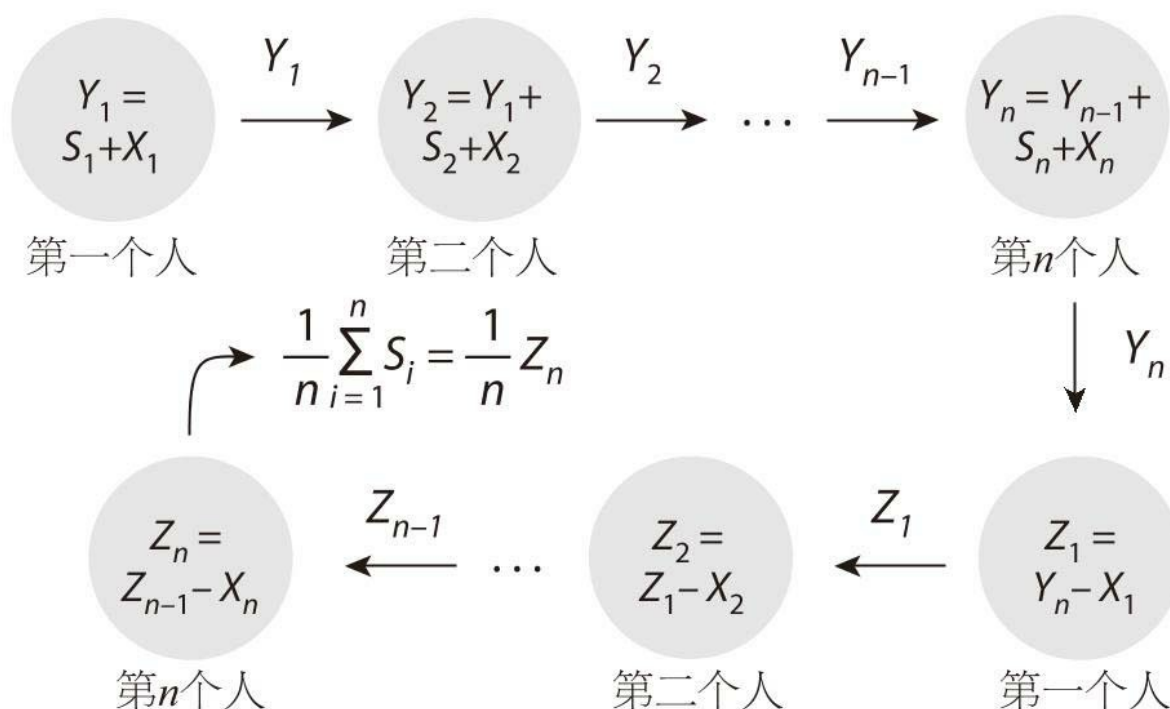 Y₁ =
S₁+X₁
第一个人
Y₁
Y₂ = Y₁+
S₂+X₂
第二个人
Y₂
...
Yₙ₋₁
Yₙ = Yₙ₋₁+
Sₙ+Xₙ
第n个人
Yₙ
Z₁ =
Yₙ – X₁
第一个人
Z₁
Z₂ =
Z₁ – X₂
第二个人
...
Zₙ₋₁
Zₙ =
Zₙ₋₁ – Xₙ
第n个人
1/n ∑ⁿᵢ₌₁ Sᵢ = 1/n Zₙ